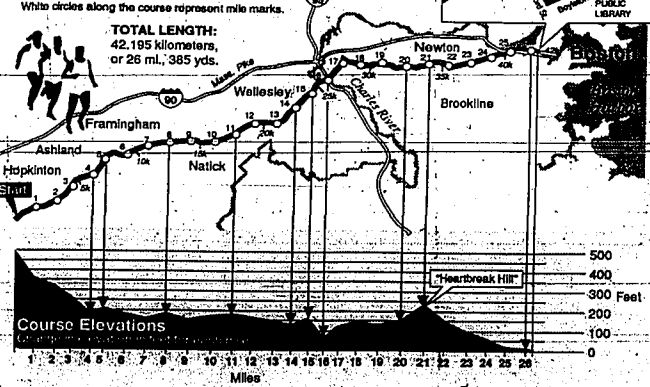 White circles along the course represent mile marks.
PUBLIC
LIBRARY
TOTAL LENGTH:
42.195 kilometers,
or 26 mi., 385 yds.
Mass. Pike
90
Newton
Boston
Wellesley
Charles River
Brookline
Framingham
Ashland
Natick
Hopkinton
Start
1 2 3 4 5 6 7 8 9 10 11 12 13 14 15 16 17 18 19 20 21 22 23 24 25
5k 10k 15k 20k 25k 30k 35k 40k
"Heartbreak Hill"
500
400
300 Feet
200
100
0
Course Elevations
1 2 3 4 5 6 7 8 9 10 11 12 13 14 15 16 17 18 19 20 21 22 23 24 25 26
Miles